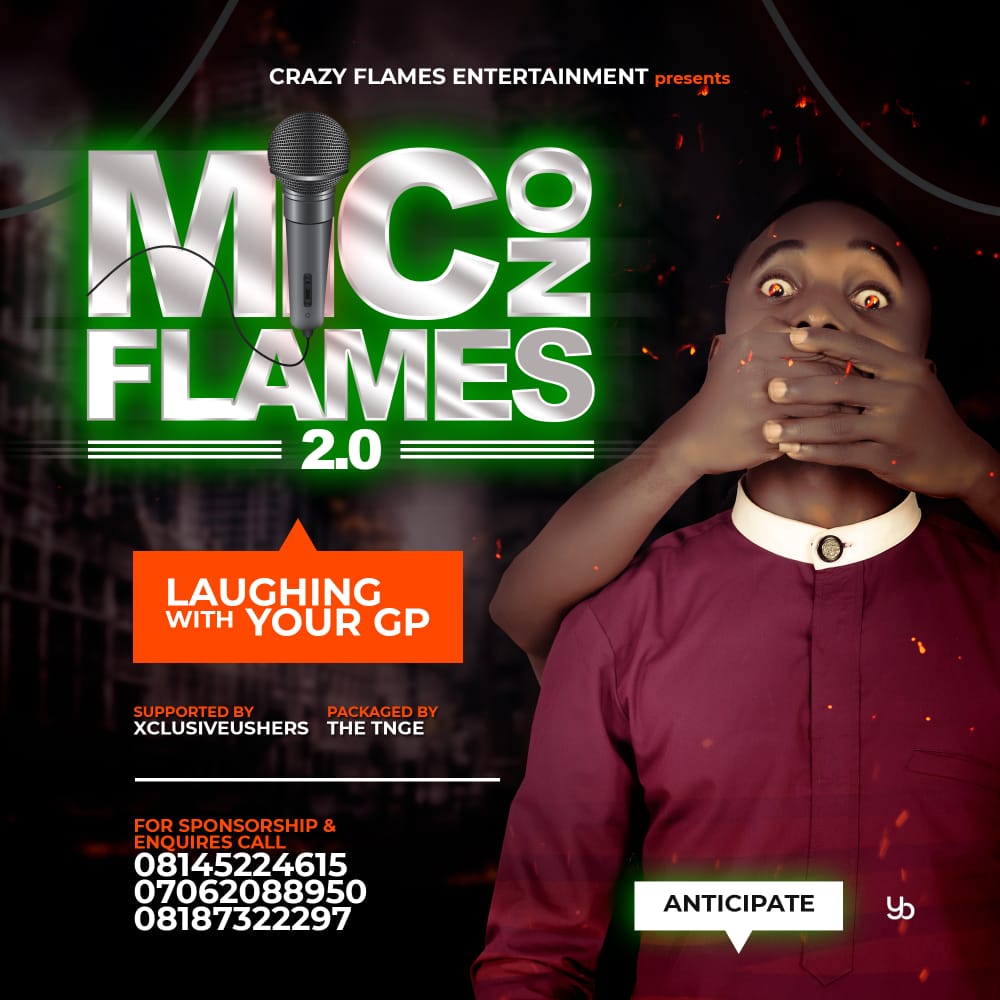 CRAZY FLAMES ENTERTAINMENT presents
MIC ON
FLAMES
2.0
LAUGHING
WITH YOUR GP
SUPPORTED BY
XCLUSIVEUSHERS
PACKAGED BY
THE TNGE
FOR SPONSORSHIP &
ENQUIRES CALL
08145224615
07062088950
08187322297
ANTICIPATE
yb